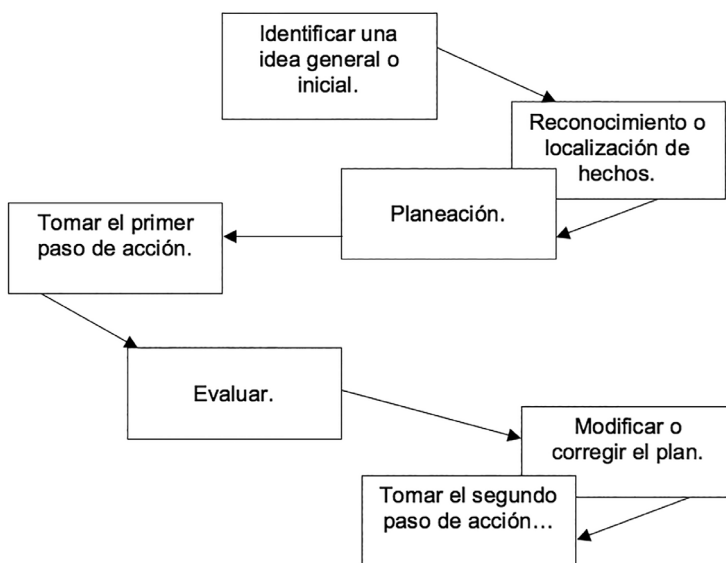 Identificar una
idea general o
inicial.
Reconocimiento o
localización de
hechos.
Planeación.
Tomar el primer
paso de acción.
Evaluar.
Modificar o
corregir el plan.
Tomar el segundo
paso de acción…